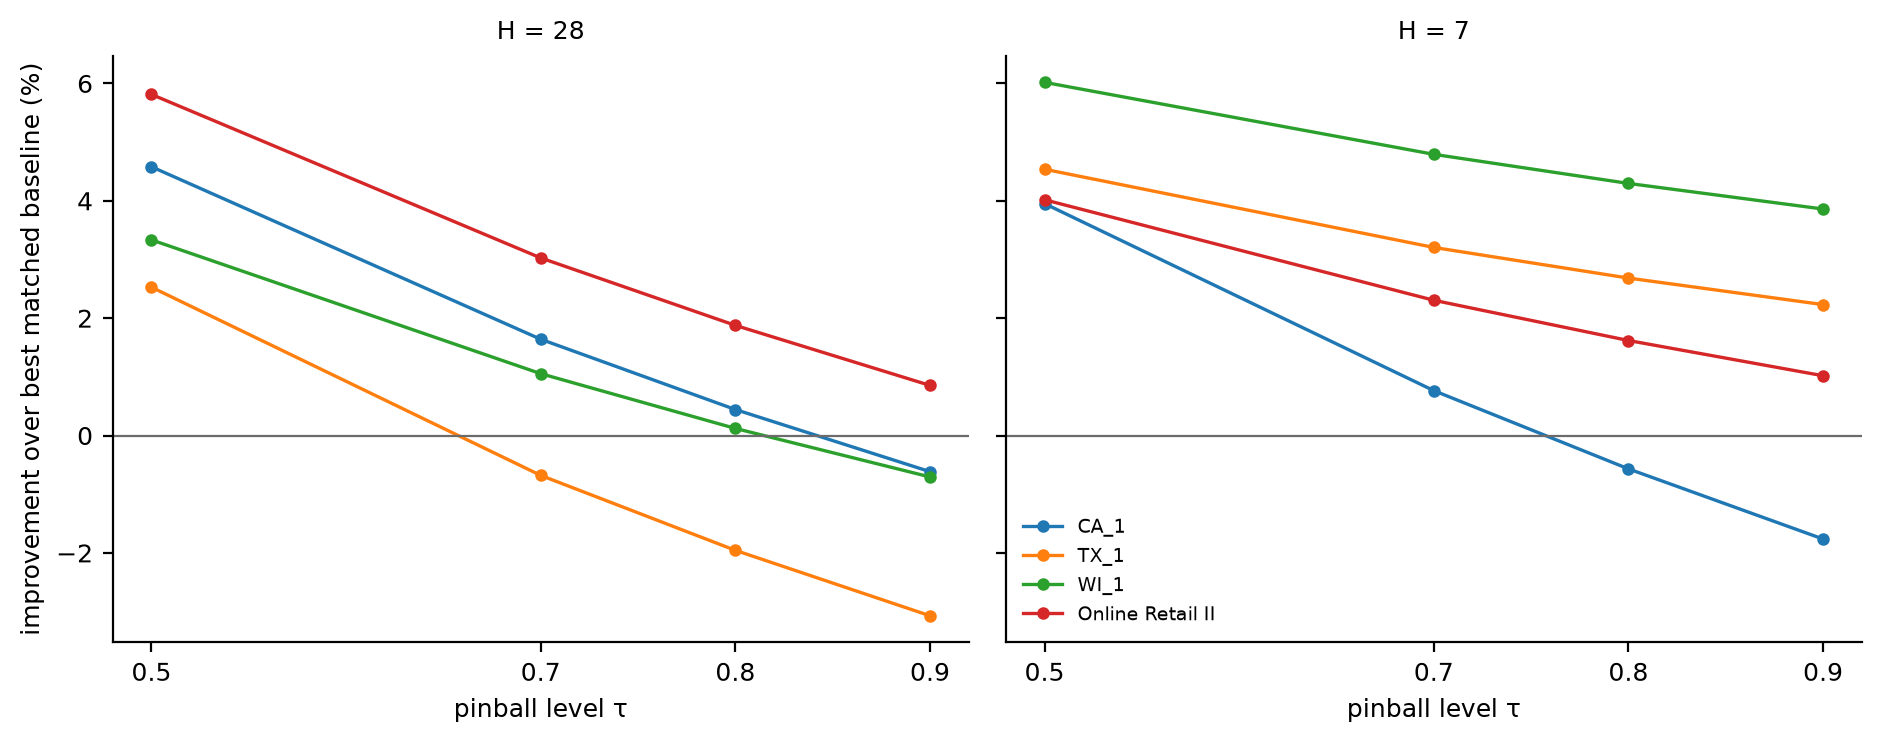 H = 28
H = 7
improvement over best matched baseline (%)
6
4
2
0
−2
0.5
0.7
0.8
0.9
pinball level τ
CA_1
TX_1
WI_1
Online Retail II
0.5
0.7
0.8
0.9
pinball level τ